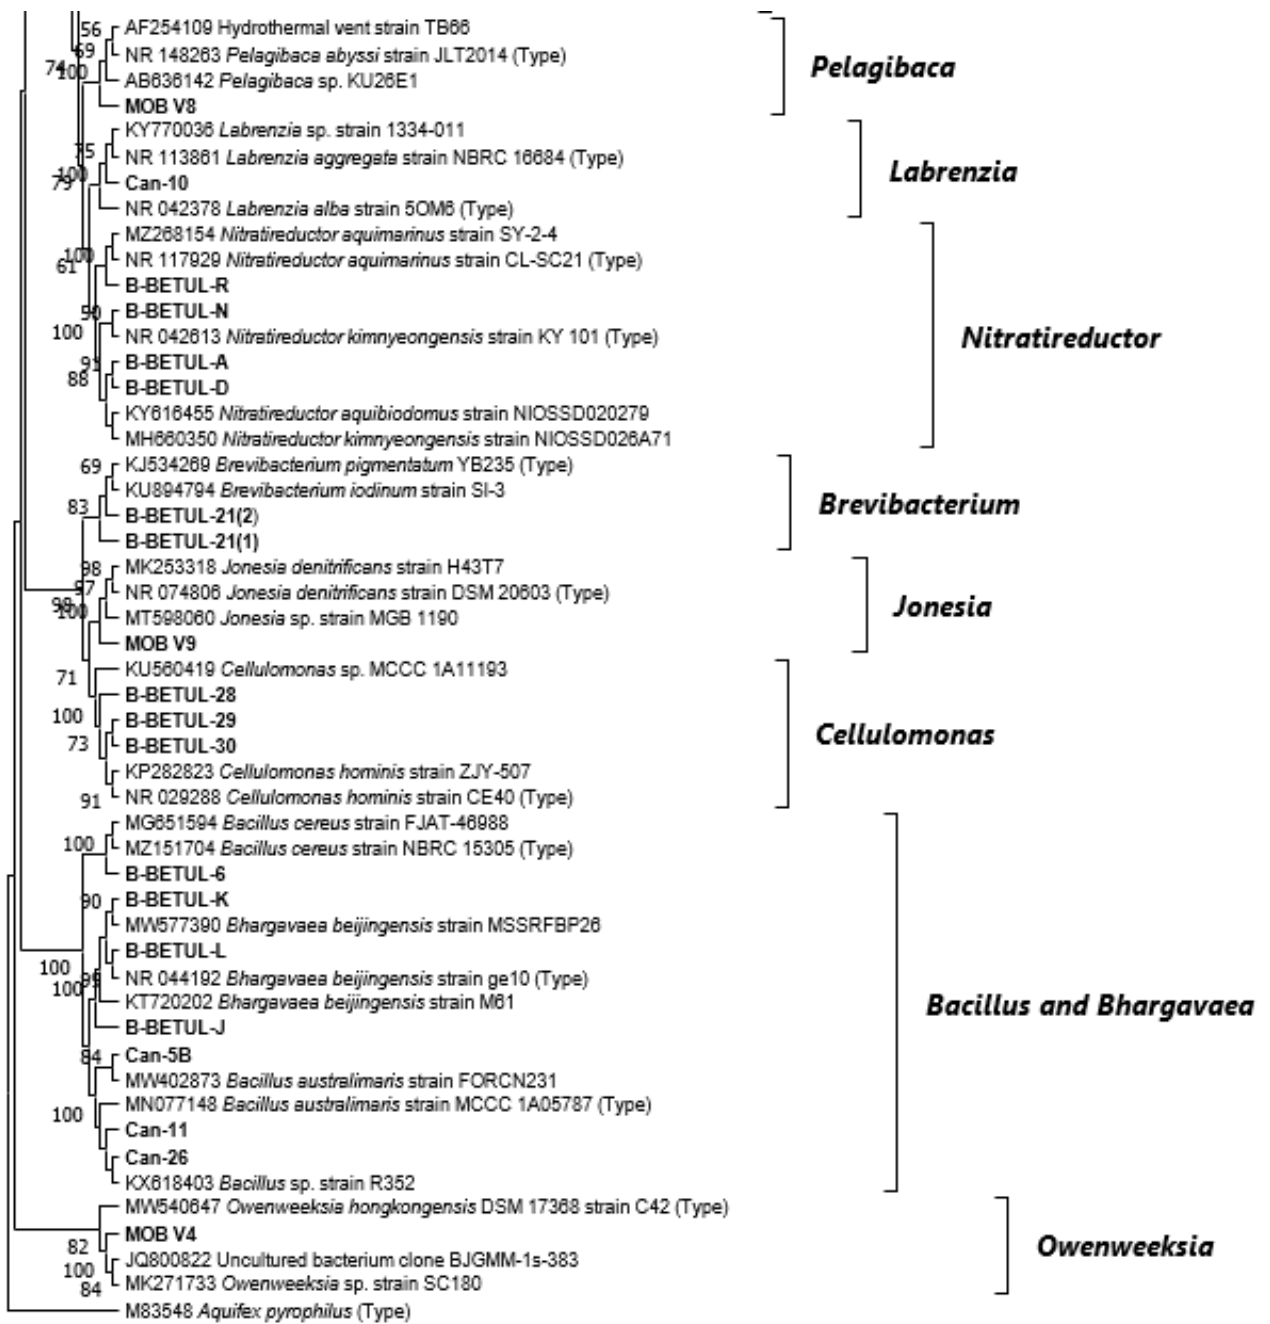 56
AF254109 Hydrothermal vent strain TB66
69
NR 148263 Pelagibaca abyssi strain JLT2014 (Type)
74
100
AB636142 Pelagibaca sp. KU26E1
Pelagibaca
MOB V8
KY770036 Labrenzia sp. strain 1334-011
75
NR 113861 Labrenzia aggregata strain NBRC 16684 (Type)
100
79
Can-10
Labrenzia
NR 042378 Labrenzia alba strain 5OM6 (Type)
MZ268154 Nitratireductor aquimarinus strain SY-2-4
100
61
NR 117929 Nitratireductor aquimarinus strain CL-SC21 (Type)
B-BETUL-R
90
B-BETUL-N
100
NR 042613 Nitratireductor kimnyeongensis strain KY 101 (Type)
Nitratireductor
91
B-BETUL-A
88
B-BETUL-D
KY616455 Nitratireductor aquibiodomus strain NIOSSD020279
MH660350 Nitratireductor kimnyeongensis strain NIOSSD026A71
69
KJ534269 Brevibacterium pigmentatum YB235 (Type)
KU894794 Brevibacterium iodinum strain SI-3
83
B-BETUL-21(2)
Brevibacterium
B-BETUL-21(1)
98
MK253318 Jonesia denitrificans strain H43T7
97
NR 074806 Jonesia denitrificans strain DSM 20603 (Type)
100
MT598060 Jonesia sp. strain MGB 1190
Jonesia
MOB V9
71
KU560419 Cellulomonas sp. MCCC 1A11193
B-BETUL-28
100
B-BETUL-29
73
B-BETUL-30
Cellulomonas
KP282823 Cellulomonas hominis strain ZJY-507
91
NR 029288 Cellulomonas hominis strain CE40 (Type)
MG651594 Bacillus cereus strain FJAT-46988
100
MZ151704 Bacillus cereus strain NBRC 15305 (Type)
B-BETUL-6
90
B-BETUL-K
MW577390 Bhargavaea beijingensis strain MSSRFBP26
B-BETUL-L
100
NR 044192 Bhargavaea beijingensis strain ge10 (Type)
100
KT720202 Bhargavaea beijingensis strain M61
Bacillus and Bhargavaea
B-BETUL-J
84
Can-5B
MW402873 Bacillus australimaris strain FORCN231
MN077148 Bacillus australimaris strain MCCC 1A05787 (Type)
100
Can-11
Can-26
KX618403 Bacillus sp. strain R352
MW540647 Owenweeksia hongkongensis DSM 17368 strain C42 (Type)
MOB V4
82
Owenweeksia
JQ800822 Uncultured bacterium clone BJGMM-1s-383
100
84
MK271733 Owenweeksia sp. strain SC180
M83548 Aquifex pyrophilus (Type)